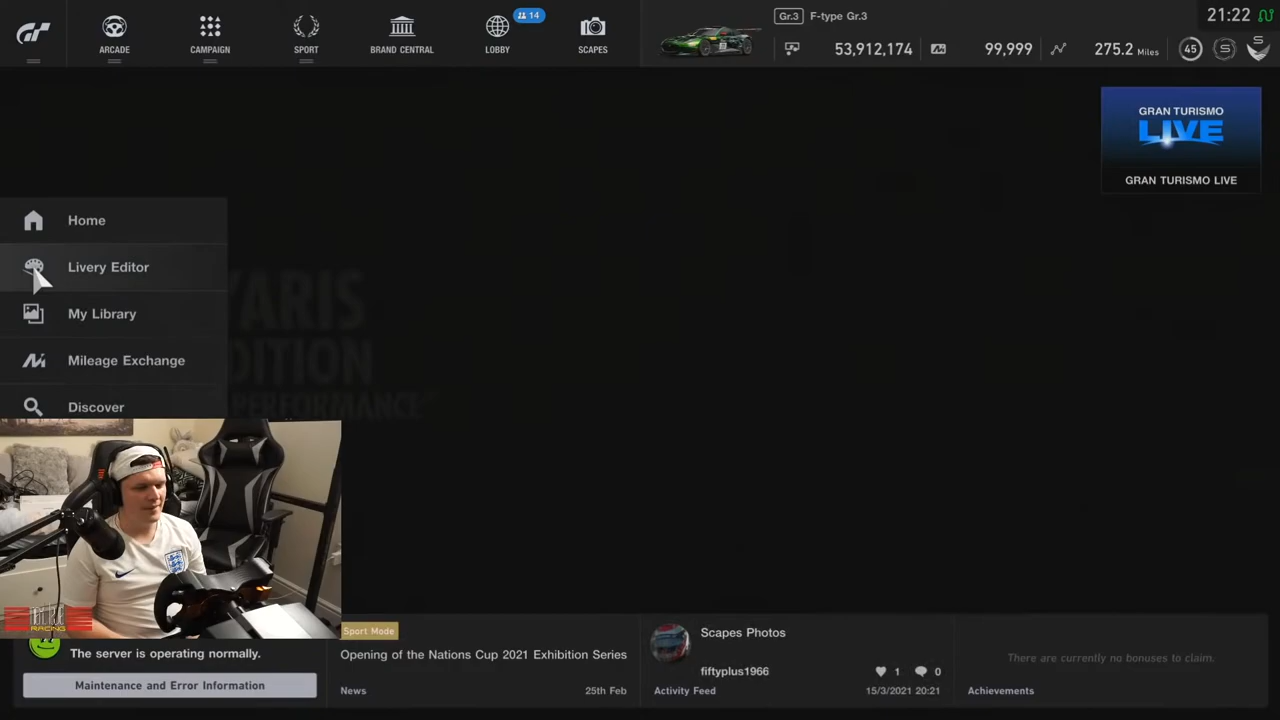 ARCADE
CAMPAIGN
SPORT
BRAND CENTRAL
LOBBY
14
SCAPES
Gr.3 F-type Gr.3
53,912,174
99,999
275.2 Miles
45
S
S
21:22
GRAN TURISMO
LIVE
GRAN TURISMO LIVE
Home
Livery Editor
My Library
Mileage Exchange
Discover
YARIS
DITION
PERFORMANCE
RACING
The server is operating normally.
Maintenance and Error Information
Sport Mode
Opening of the Nations Cup 2021 Exhibition Series
News
25th Feb
Scapes Photos
fiftyplus1966
1
0
Activity Feed
15/3/2021 20:21
There are currently no bonuses to claim.
Achievements